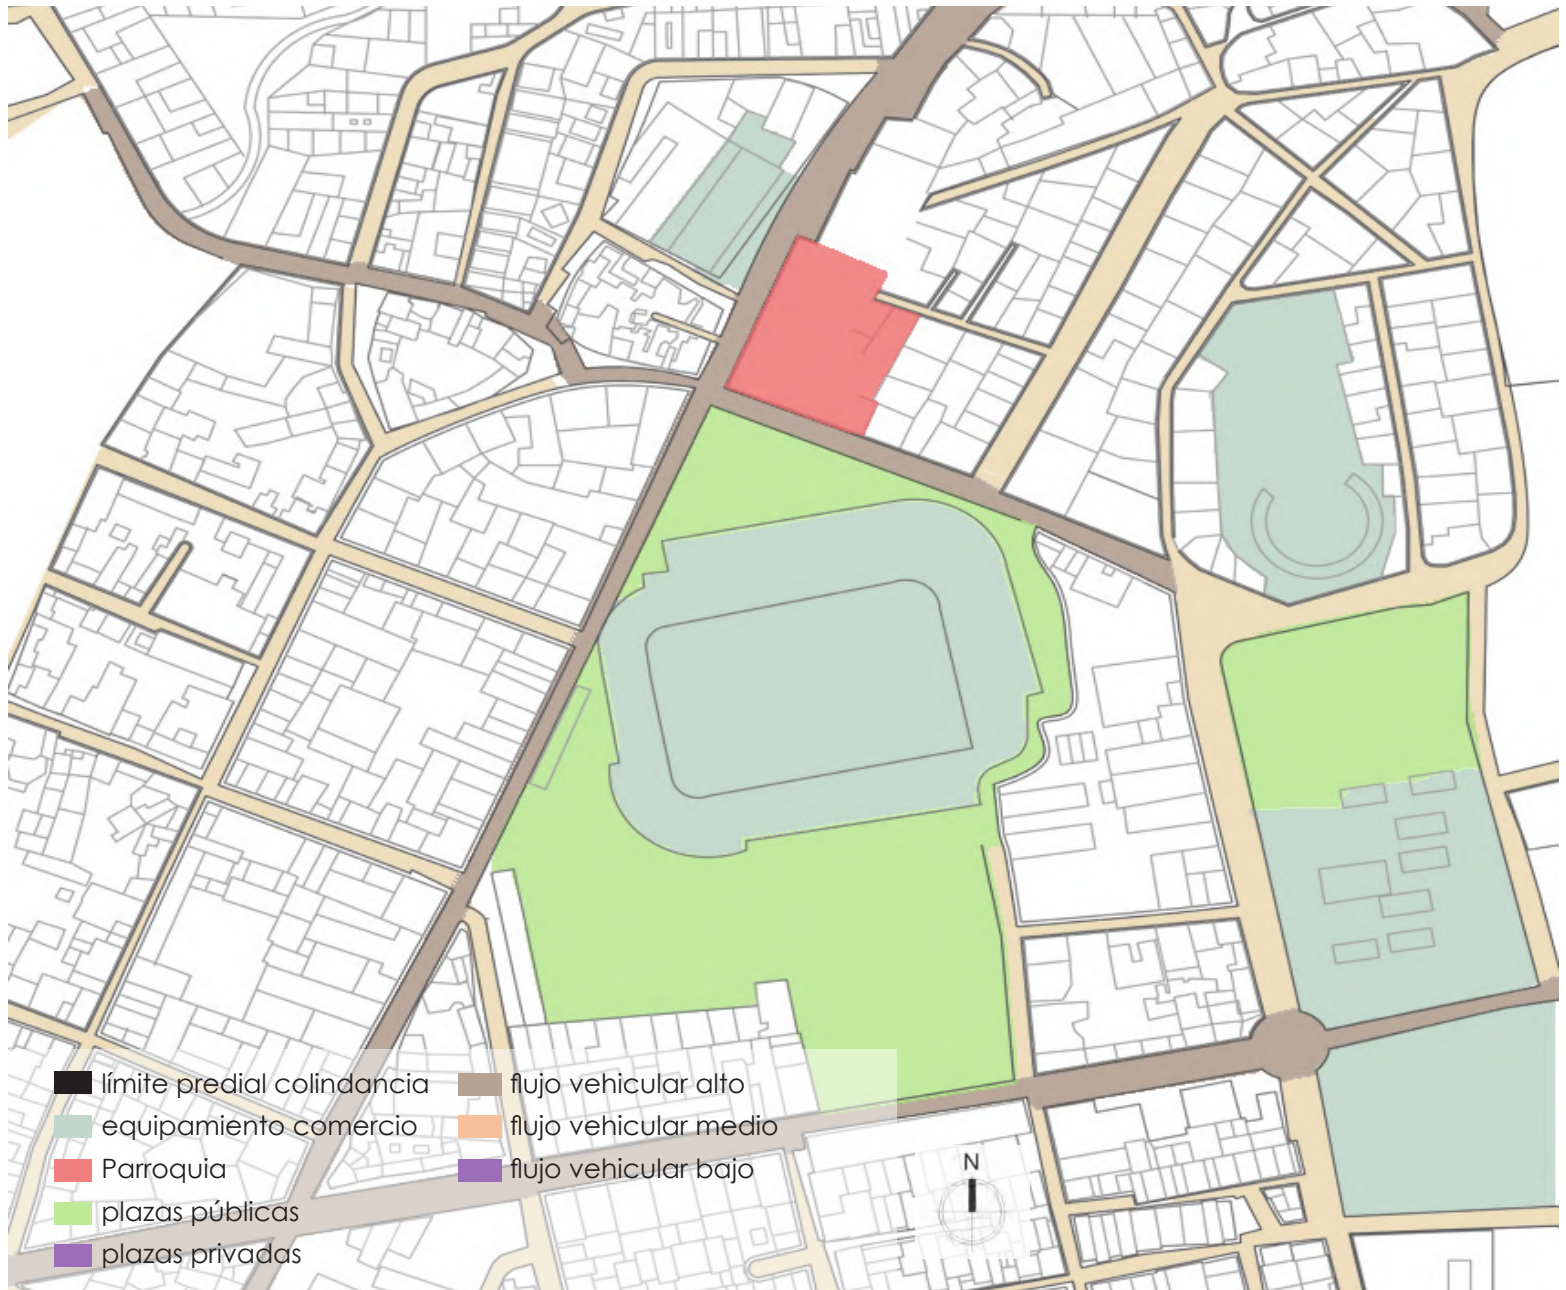 límite predial colindancia
equipamiento comercio
Parroquia
plazas públicas
plazas privadas
flujo vehicular alto
flujo vehicular medio
flujo vehicular bajo
N